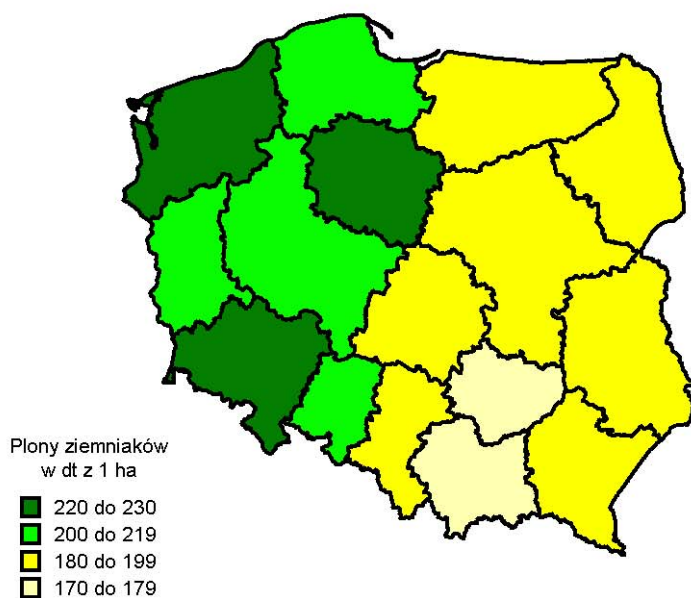 Plony ziemniaków
w dt z 1 ha
220 do 230
200 do 219
180 do 199
170 do 179